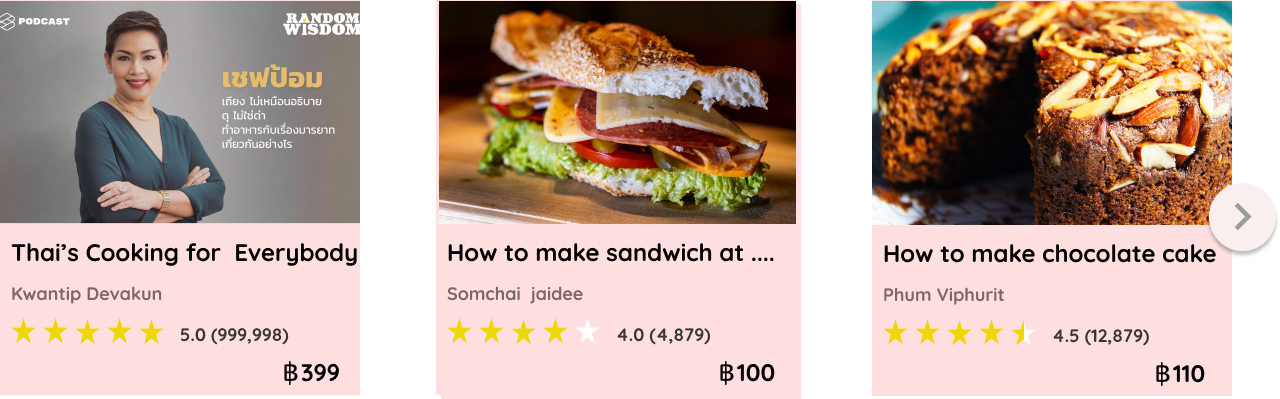 PODCAST
RANDOM
WISDOM
เชฟป้อม
เถียง ไม่เหมือนอธิบาย
ดุ ไม่ใช่ด่า
ทำอาหารกับเรื่องมารยาท
เกี่ยวกันอย่างไร
Thai's Cooking for Everybody
Kwantip Devakun
5.0 (999,998)
฿399
How to make sandwich at ....
Somchai jaidee
4.0 (4,879)
฿100
How to make chocolate cake
Phum Viphurit
4.5 (12,879)
฿110